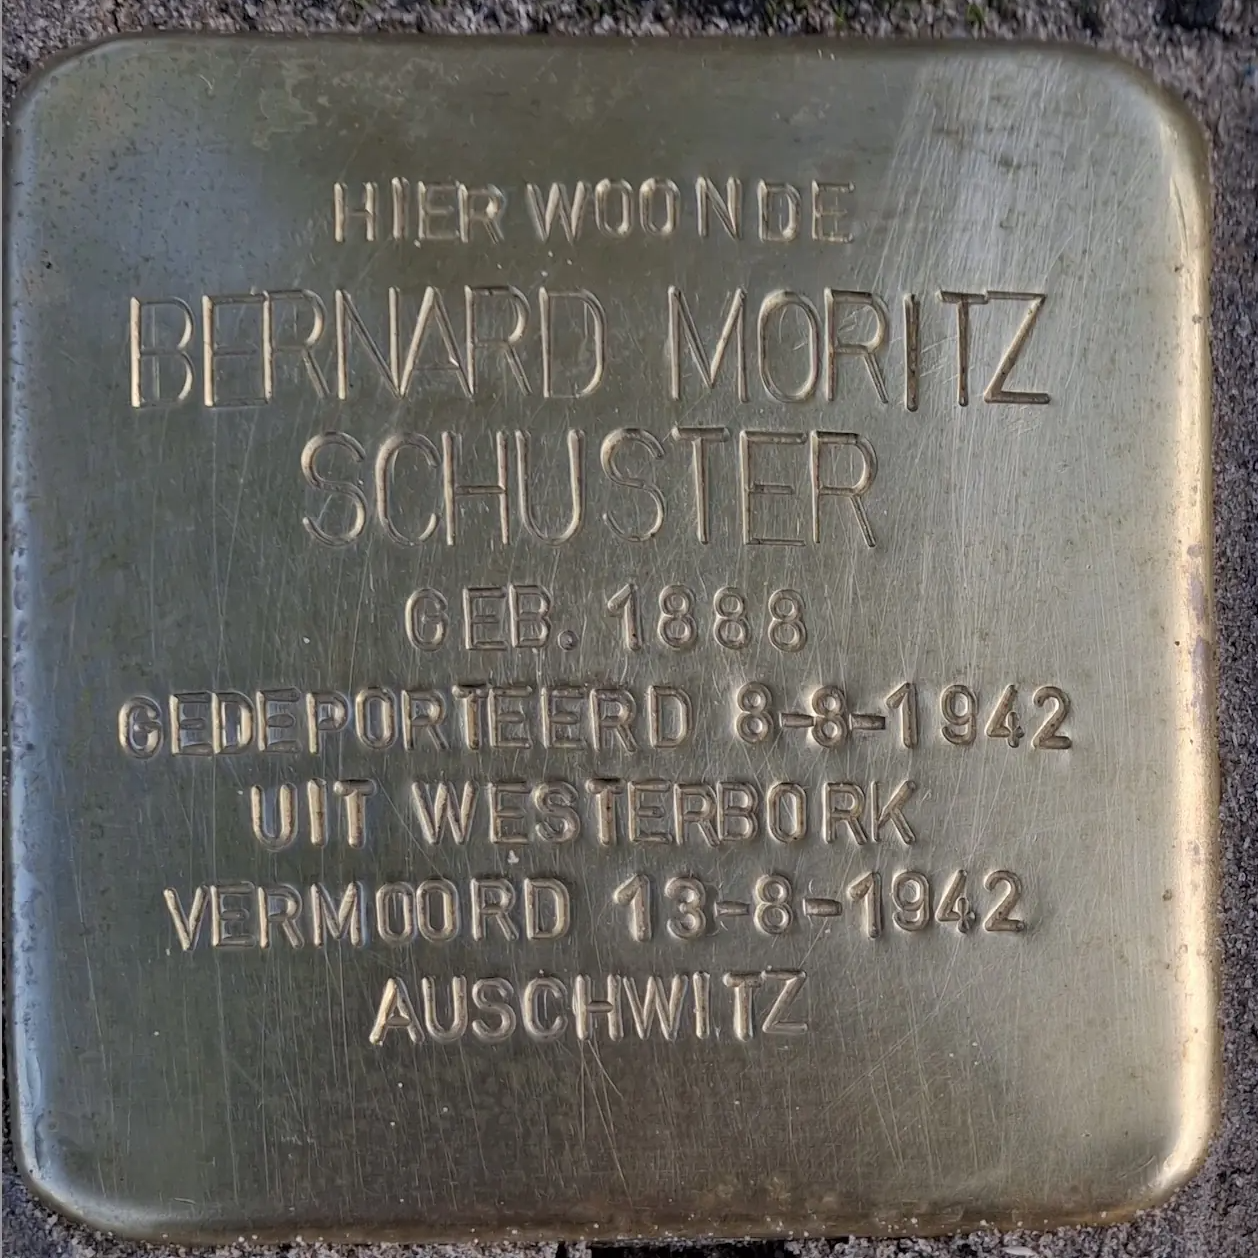 HIER WOONDE
BERNARD MORITZ
SCHUSTER
GEB. 1888
GEDEPORTEERD 8-8-1942
UIT WESTERBORK
VERMOORD 13-8-1942
AUSCHWITZ